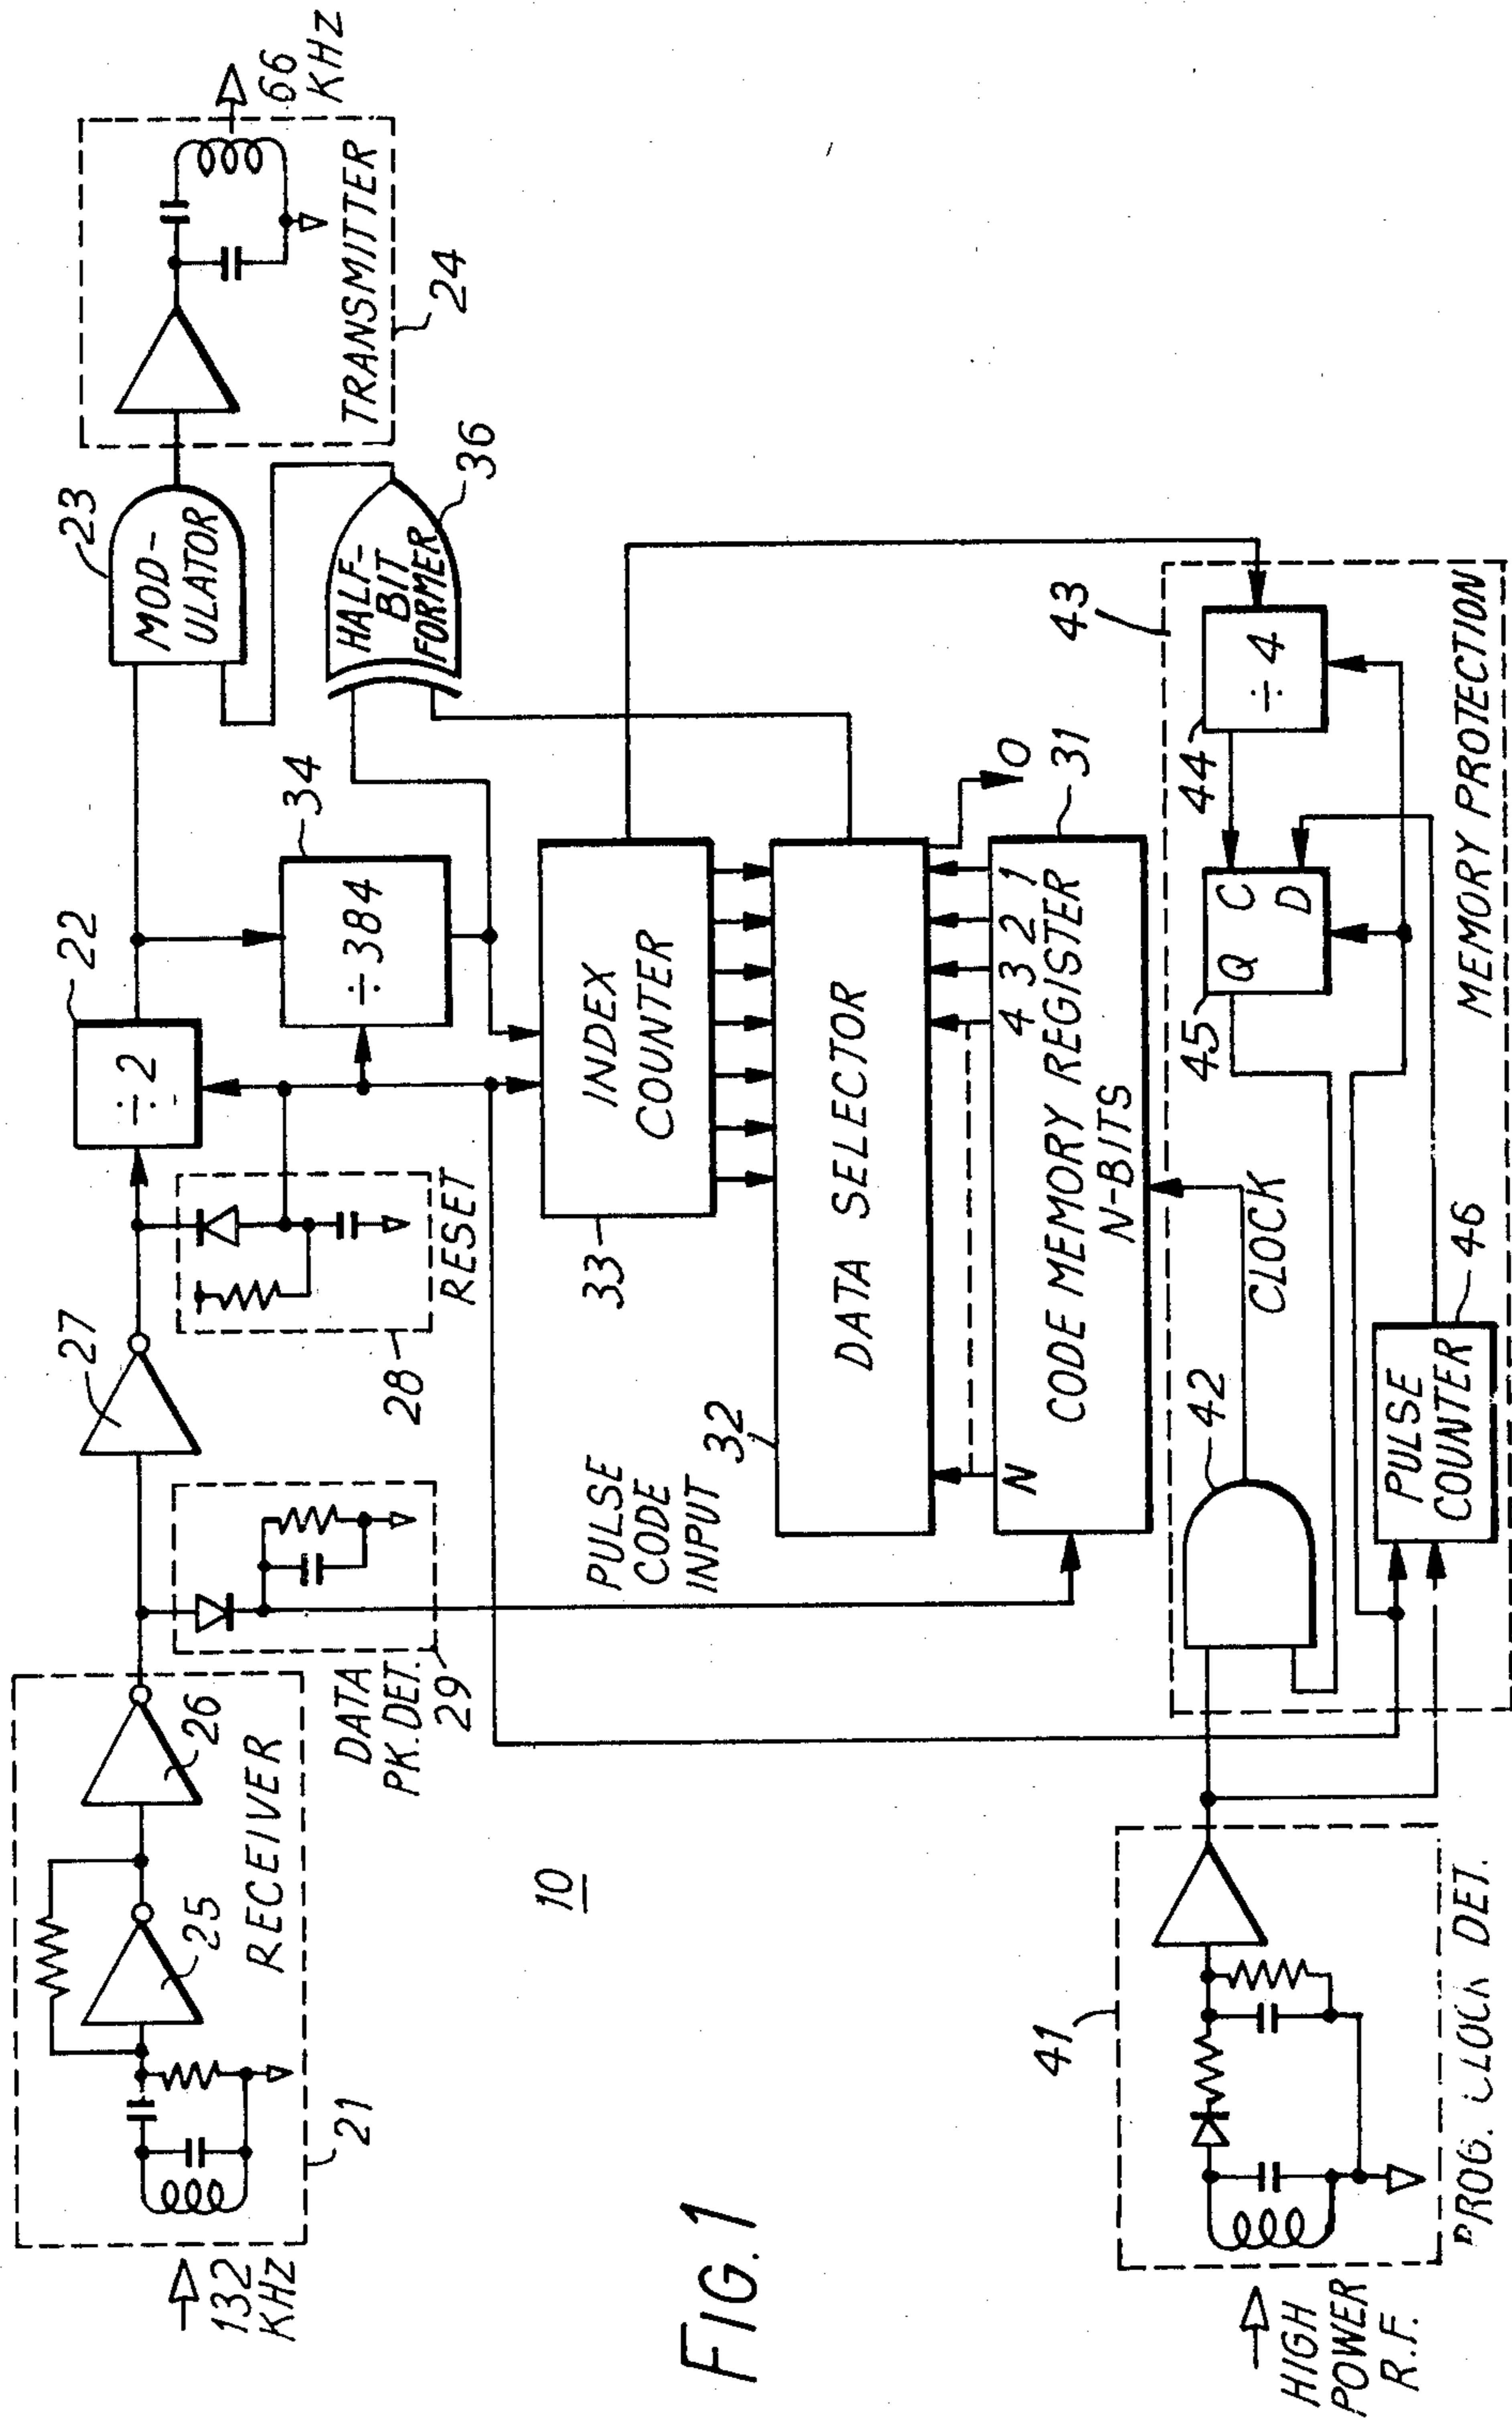 132
KHz
21
25
26
RECEIVER
DATA
PK. DET.
29
27
28
RESET
22
÷ 2
34
÷ 384
23
MOD-
ULATOR
HALF-
BIT
FORMER
36
TRANSMITTER
24
66
KHz
10
PULSE
CODE
INPUT
33
INDEX
COUNTER
32
DATA SELECTOR
0
N
4 3 2 1
CODE MEMORY REGISTER
N-BITS
31
CLOCK
FIG. 1
HIGH
POWER
R.F.
41
PROG. CLOCK DET.
42
PULSE
COUNTER
46
45
Q C
D
44
÷ 4
43
MEMORY PROTECTION